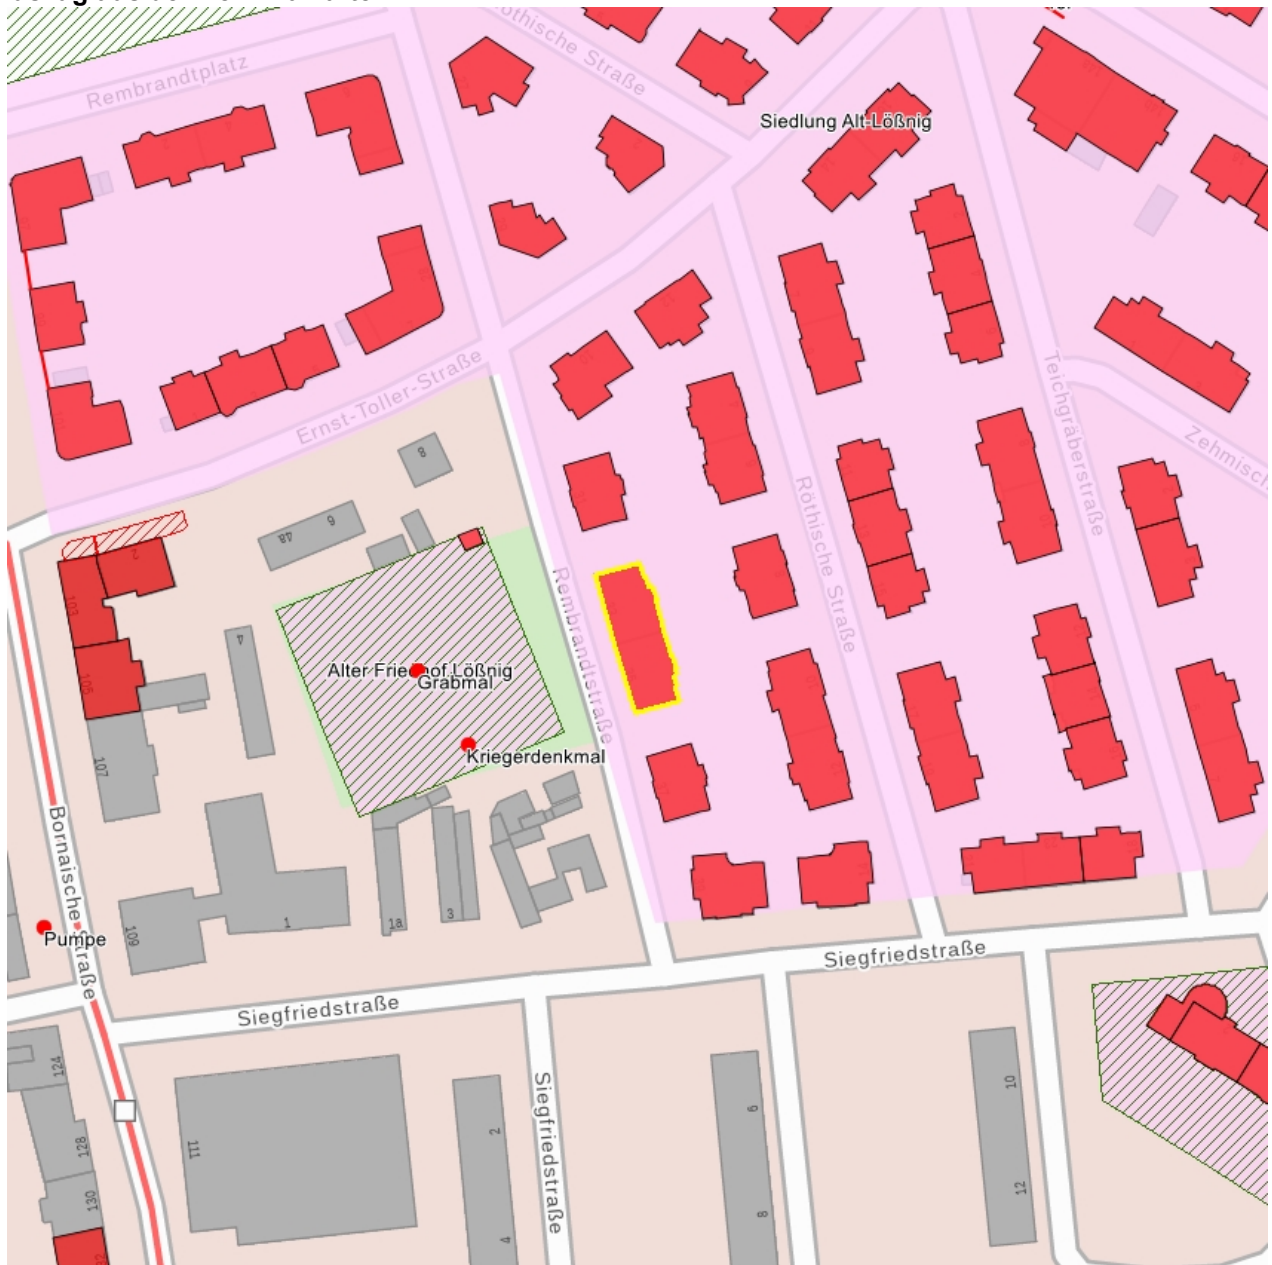 Rembrandtplatz
Röthische Straße
Siedlung Alt-Lößnig
Ernst-Toller-Straße
Teichgräberstraße
Zehmisch
Röthische Straße
Rembrandtstraße
8
6
48
2
103
4
105
107
Alter Friedhof Lößnig
Grabmal
Kriegerdenkmal
Bornaische Straße
109
1
1a
3
Pumpe
Siegfriedstraße
Siegfriedstraße
Siegfriedstraße
124
128
130
111
2
4
6
8
10
12